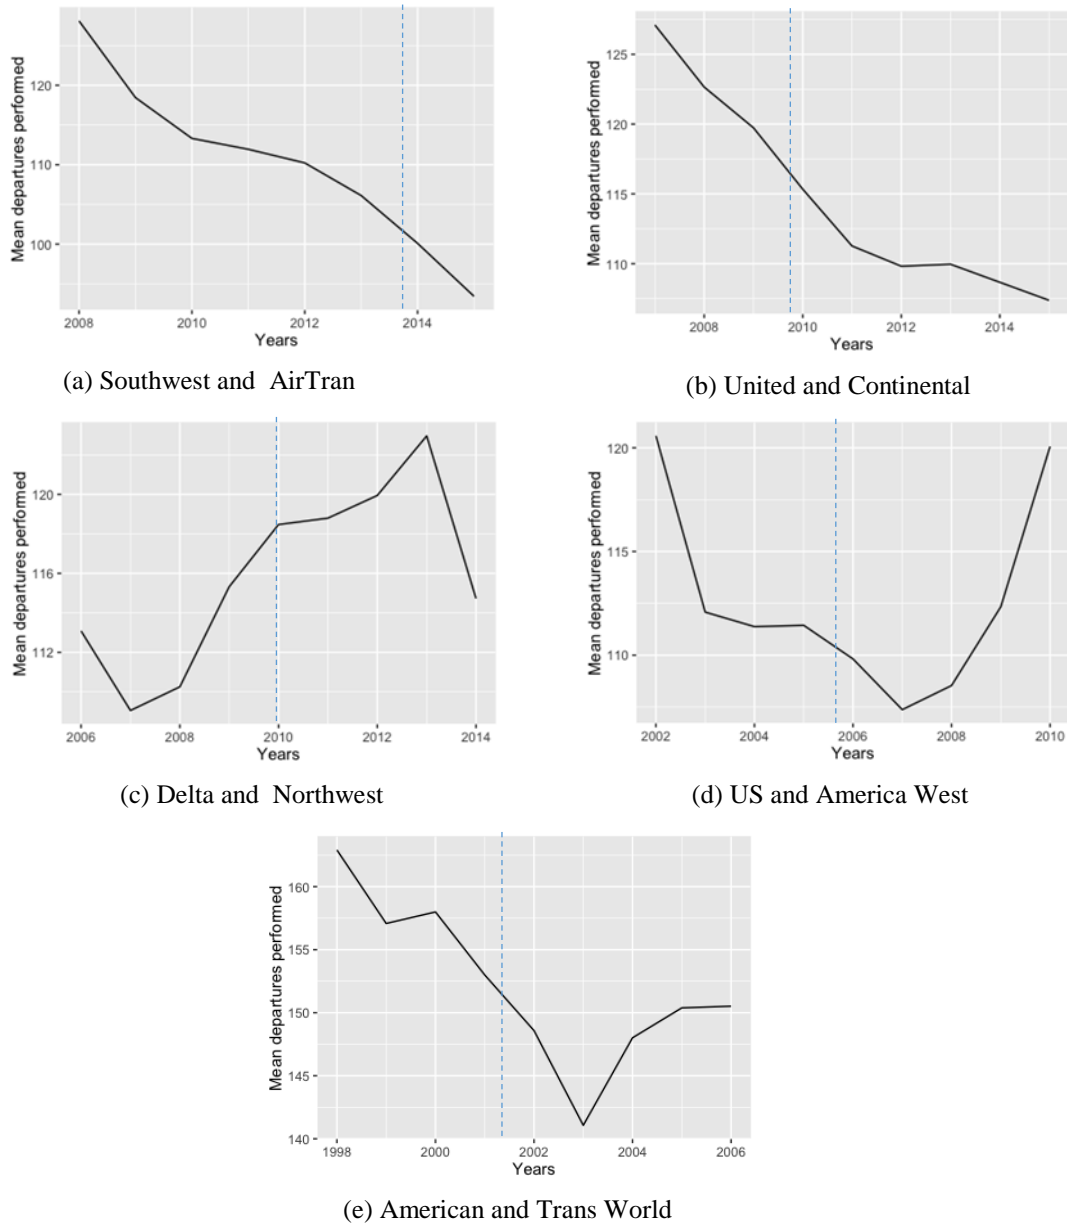 Mean departures performed
120
110
100
2008
2010
2012
2014
Years
(a) Southwest and AirTran
Mean departures performed
125
120
115
110
2008
2010
2012
2014
Years
(b) United and Continental
Mean departures performed
120
116
112
2006
2008
2010
2012
2014
Years
(c) Delta and Northwest
Mean departures performed
120
115
110
2002
2004
2006
2008
2010
Years
(d) US and America West
Mean departures performed
160
155
150
145
140
1998
2000
2002
2004
2006
Years
(e) American and Trans World